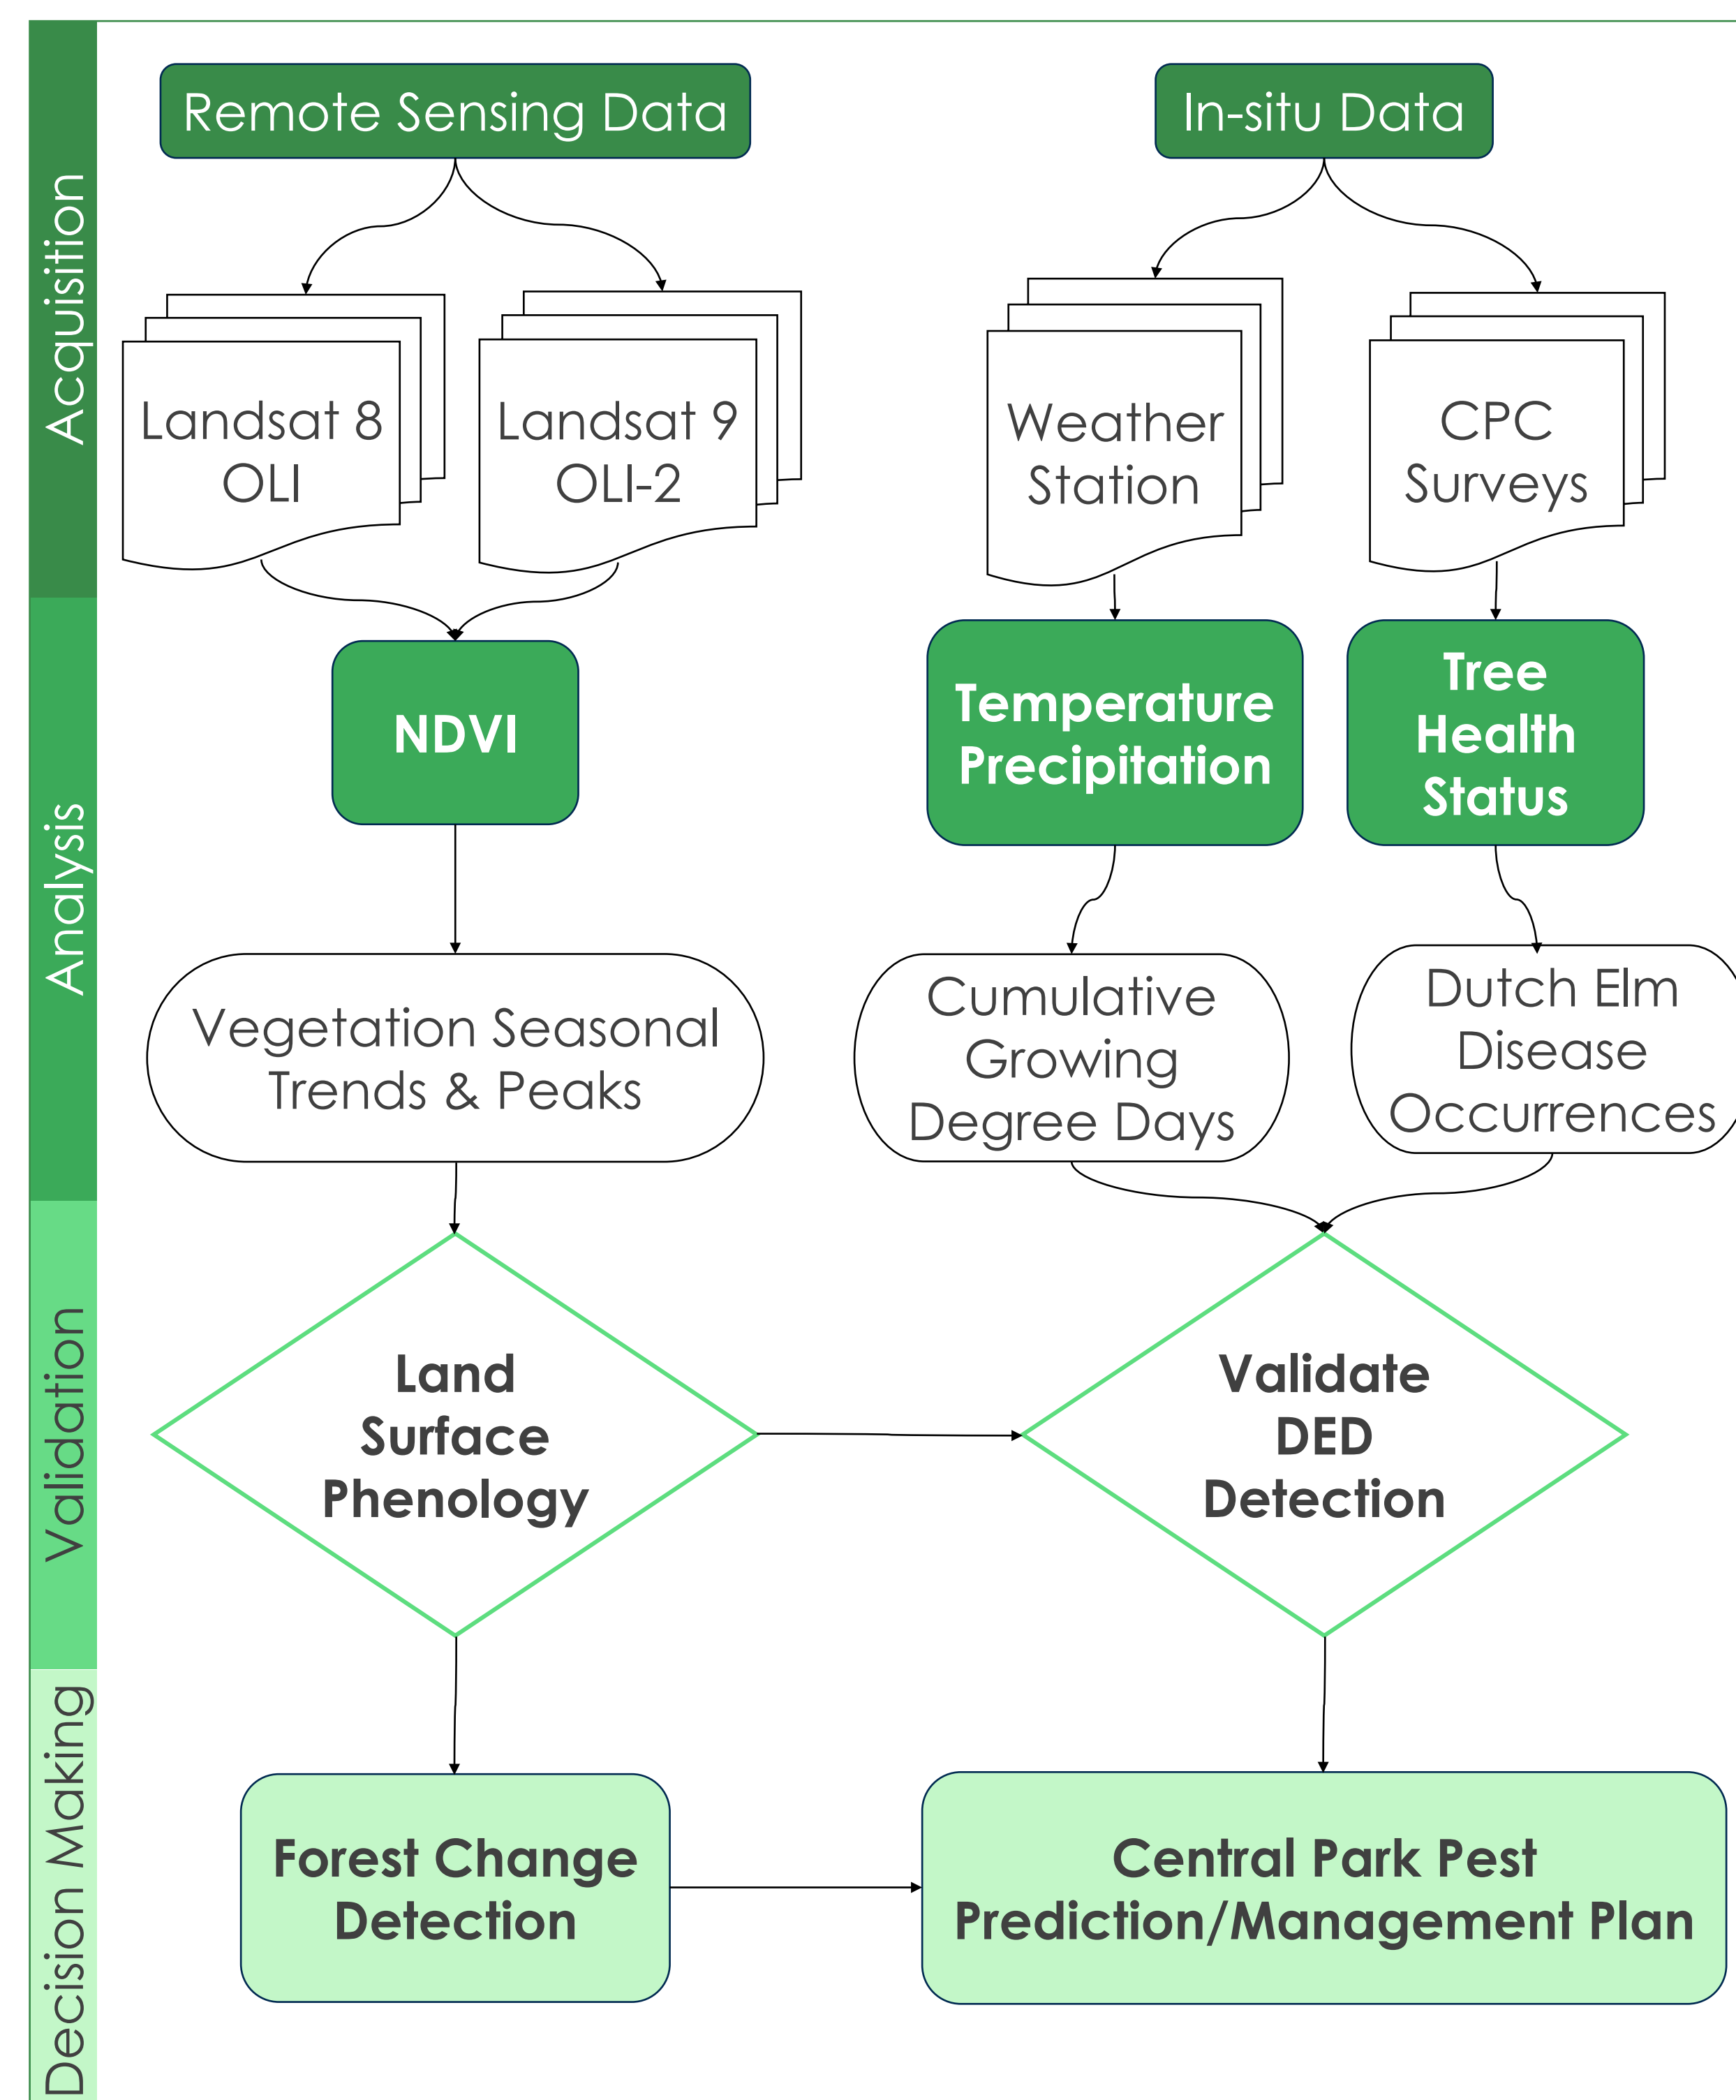 Acquisition
Remote Sensing Data
In-situ Data
Landsat 8
OLI
Landsat 9
OLI-2
Weather
Station
CPC
Surveys
Analysis
NDVI
Temperature
Precipitation
Tree
Health
Status
Vegetation Seasonal
Trends & Peaks
Cumulative
Growing
Degree Days
Dutch Elm
Disease
Occurrences
Validation
Land
Surface
Phenology
Validate
DED
Detection
Decision Making
Forest Change
Detection
Central Park Pest
Prediction/Management Plan